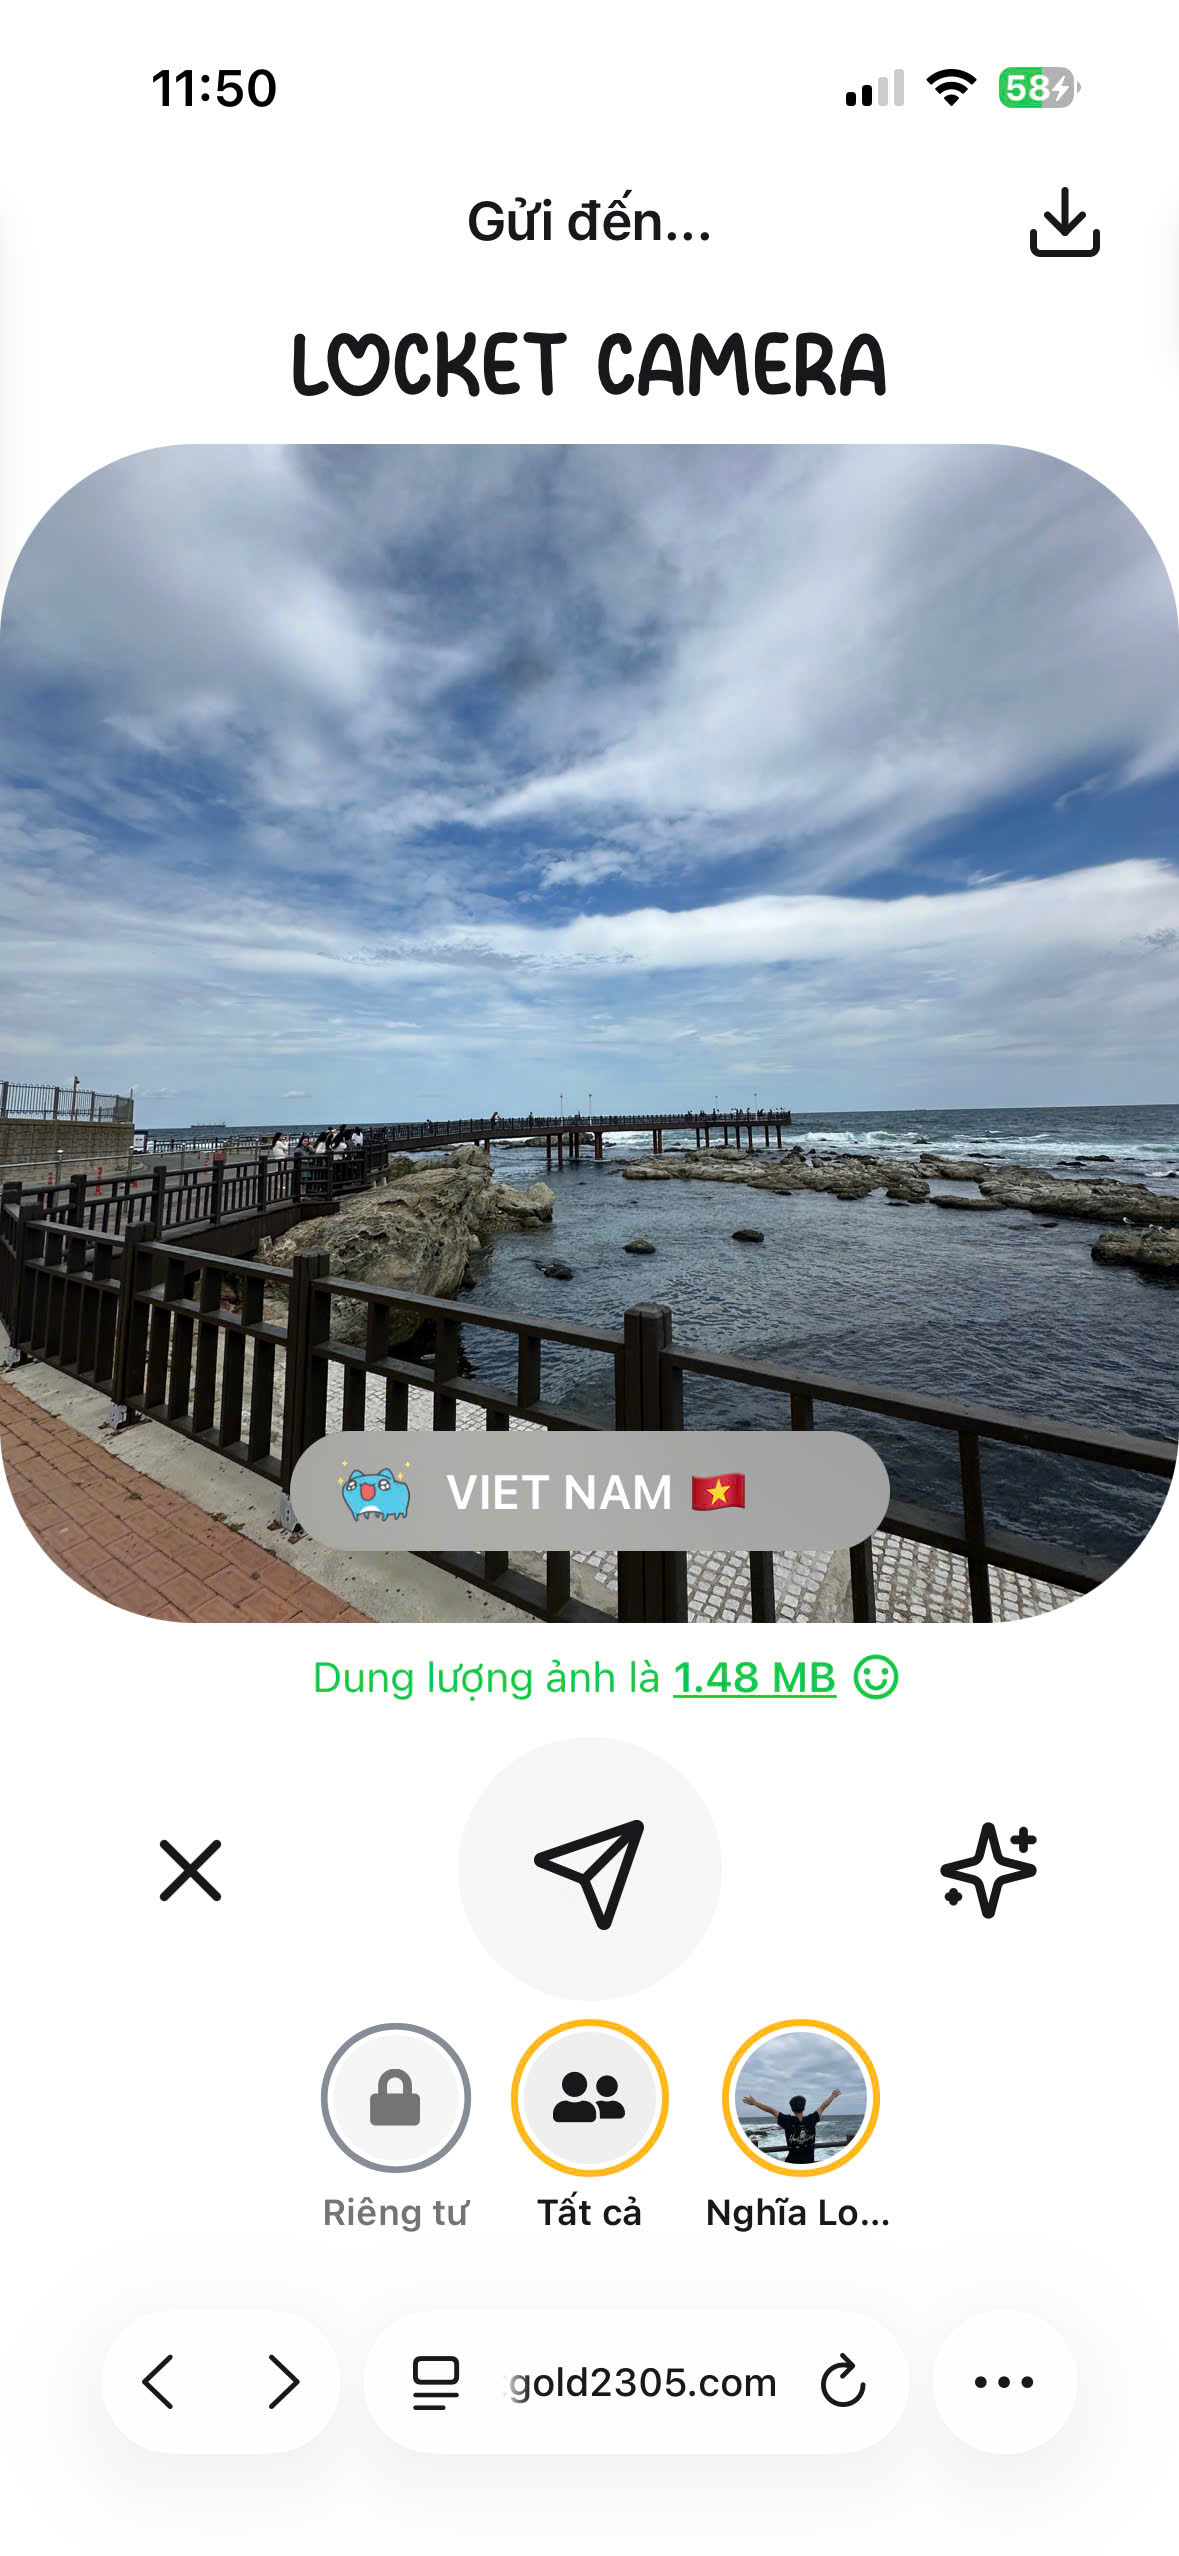 11:50
58
Gửi đến...
LOCKET CAMERA
VIET NAM 🇻🇳
Dung lượng ảnh là 1.48 MB
Riêng tư
Tất cả
Nghĩa Lo...
gold2305.com